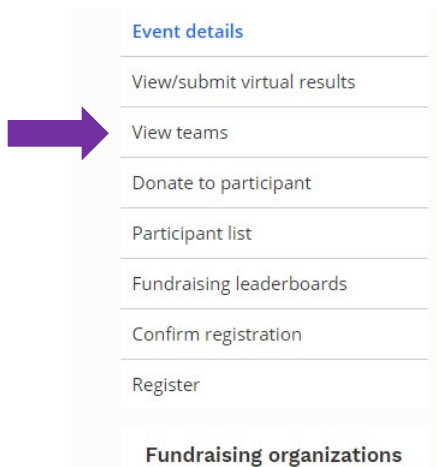 Event details
View/submit virtual results
View teams
Donate to participant
Participant list
Fundraising leaderboards
Confirm registration
Register
Fundraising organizations